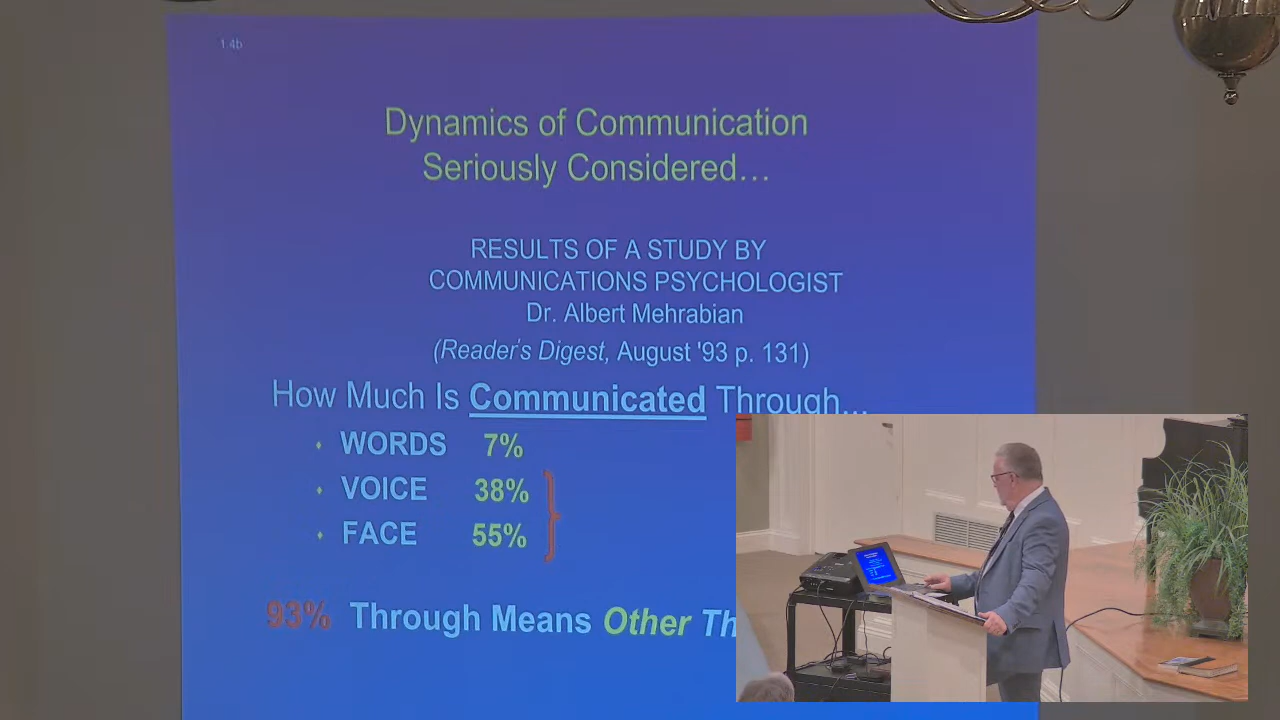 1.4b
Dynamics of Communication
Seriously Considered…
RESULTS OF A STUDY BY
COMMUNICATIONS PSYCHOLOGIST
Dr. Albert Mehrabian
(Reader's Digest, August '93 p. 131)
How Much Is Communicated Through...
WORDS 7%
VOICE 38%
FACE 55%
93% Through Means Other Th